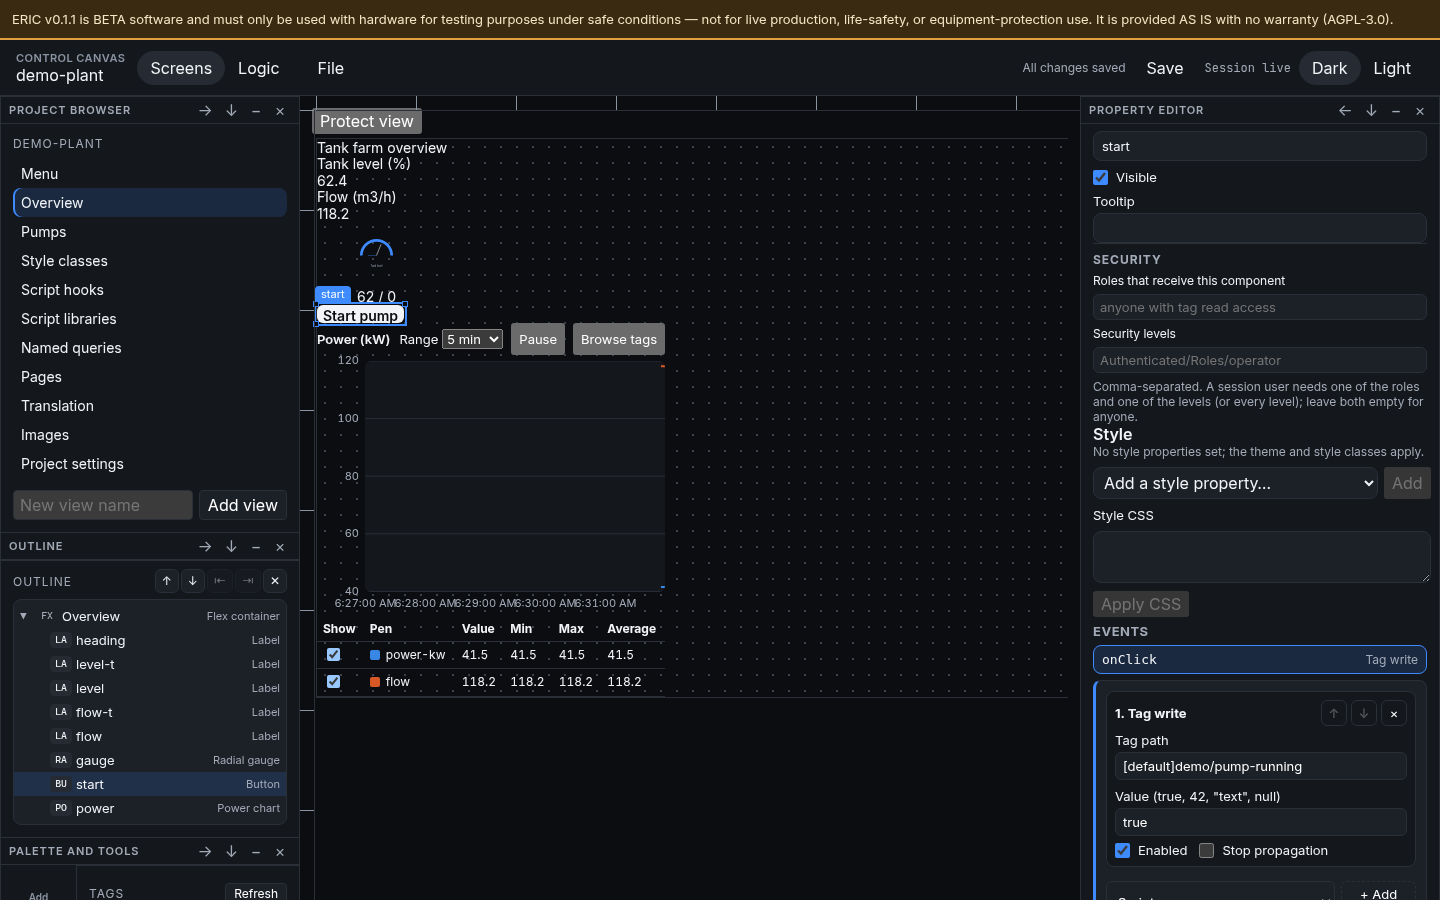 ERIC v0.1.1 is BETA software and must only be used with hardware for testing purposes under safe conditions — not for live production, life-safety, or equipment-protection use. It is provided AS IS with no warranty (AGPL-3.0).
CONTROL CANVAS
demo-plant
Screens
Logic
File
All changes saved
Save
Session live
Dark
Light
PROJECT BROWSER
DEMO-PLANT
Menu
Overview
Pumps
Style classes
Script hooks
Script libraries
Named queries
Pages
Translation
Images
Project settings
New view name
Add view
OUTLINE
OUTLINE
FX Overview Flex container
LA heading Label
LA level-t Label
LA level Label
LA flow-t Label
LA flow Label
RA gauge Radial gauge
BU start Button
PO power Power chart
PALETTE AND TOOLS
Add
TAGS
Refresh
Protect view
Tank farm overview
Tank level (%)
62.4
Flow (m3/h)
118.2
start
62 / 0
Start pump
Power (kW) Range 5 min Pause Browse tags
120
100
80
60
40
6:27:00 AM 6:28:00 AM 6:29:00 AM 6:30:00 AM 6:31:00 AM
Show Pen Value Min Max Average
power-kw 41.5 41.5 41.5 41.5
flow 118.2 118.2 118.2 118.2
PROPERTY EDITOR
start
Visible
Tooltip
SECURITY
Roles that receive this component
anyone with tag read access
Security levels
Authenticated/Roles/operator
Comma-separated. A session user needs one of the roles
and one of the levels (or every level); leave both empty for
anyone.
Style
No style properties set; the theme and style classes apply.
Add a style property...
Add
Style CSS
Apply CSS
EVENTS
onClick Tag write
1. Tag write
Tag path
[default]demo/pump-running
Value (true, 42, "text", null)
true
Enabled
Stop propagation
+ Add